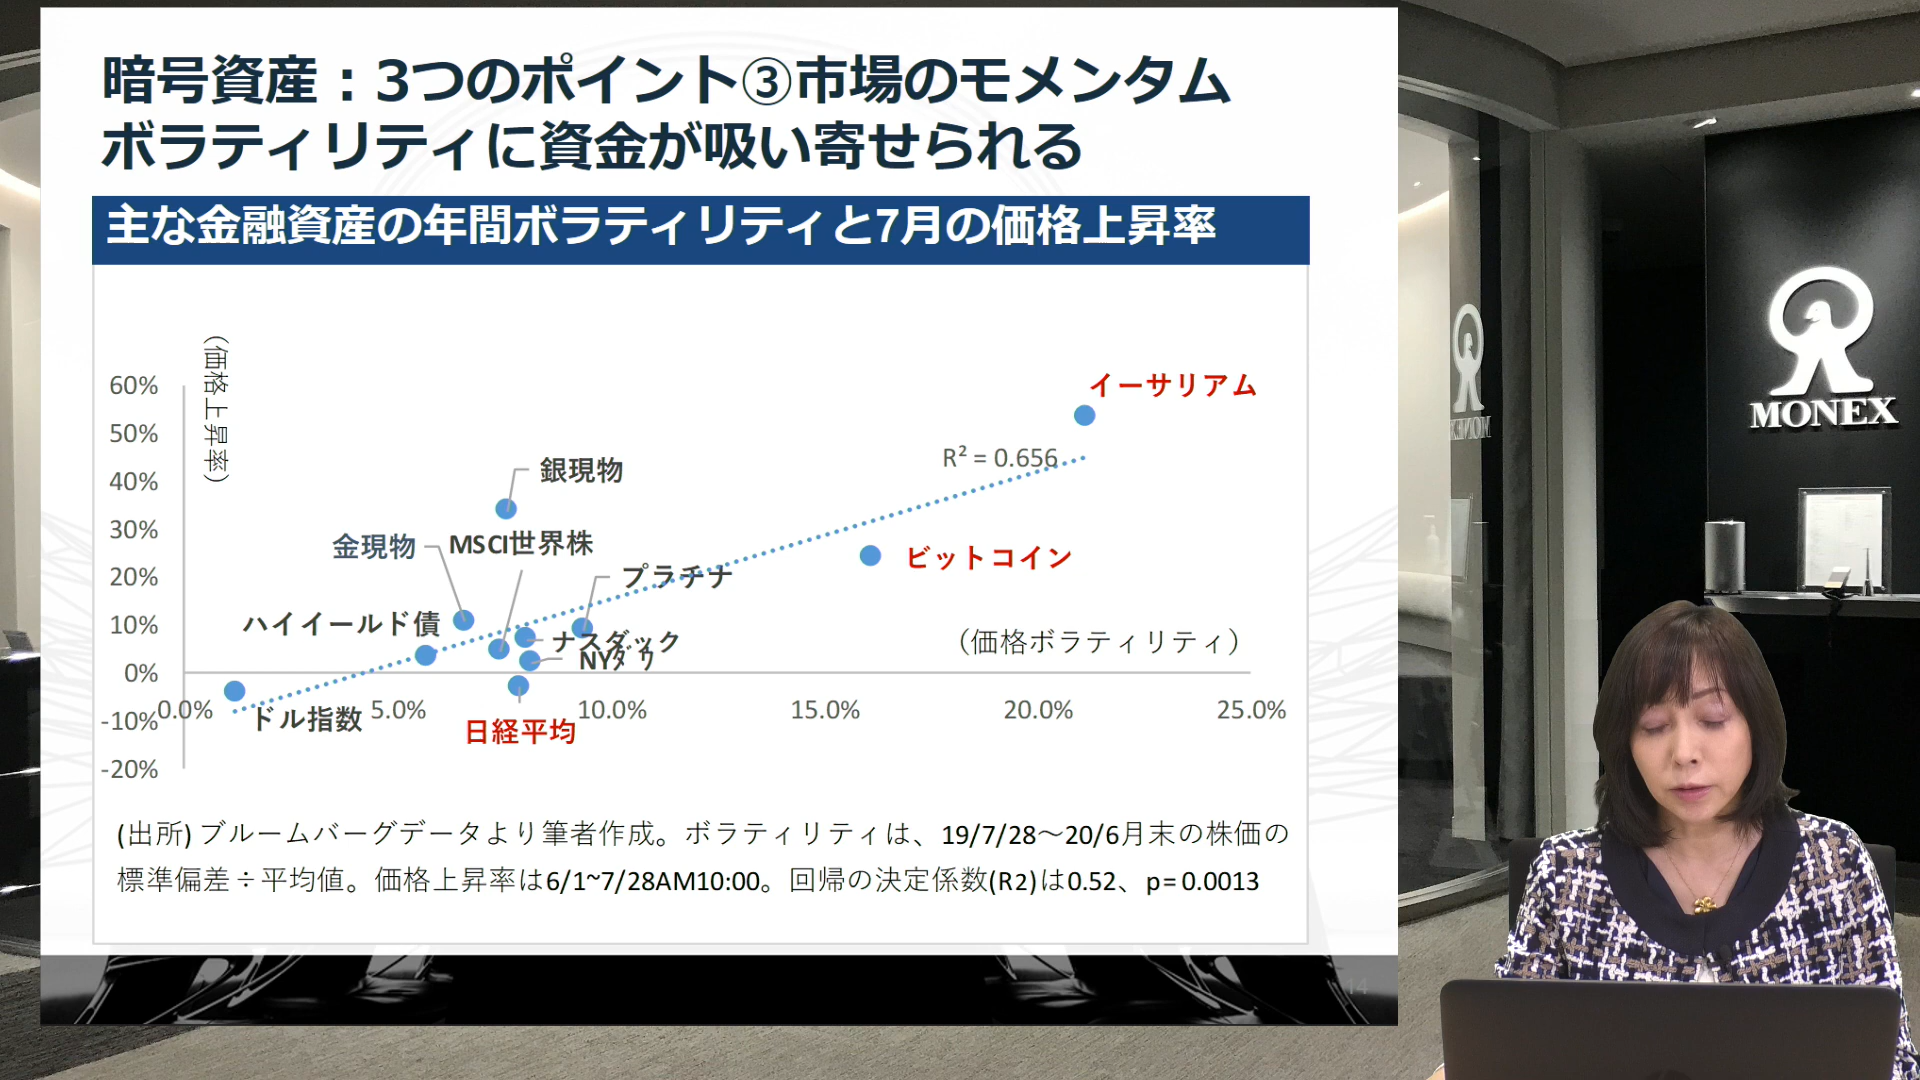 暗号資産：3つのポイント③市場のモメンタム
ボラティリティに資金が吸い寄せられる
主な金融資産の年間ボラティリティと7月の価格上昇率
（価格上昇率）
60%
50%
40%
30%
20%
10%
0%
-10%
-20%
イーサリアム
R² = 0.656
銀現物
金現物
MSCI世界株
ビットコイン
プラチナ
ハイイールド債
ナスダック
NYダウ
（価格ボラティリティ）
0.0%
5.0%
10.0%
15.0%
20.0%
25.0%
ドル指数
日経平均
(出所) ブルームバーグデータより筆者作成。ボラティリティは、19/7/28～20/6月末の株価の
標準偏差÷平均値。価格上昇率は6/1~7/28AM10:00。回帰の決定係数(R2)は0.52、p=0.0013
14
MONEX
MONEX